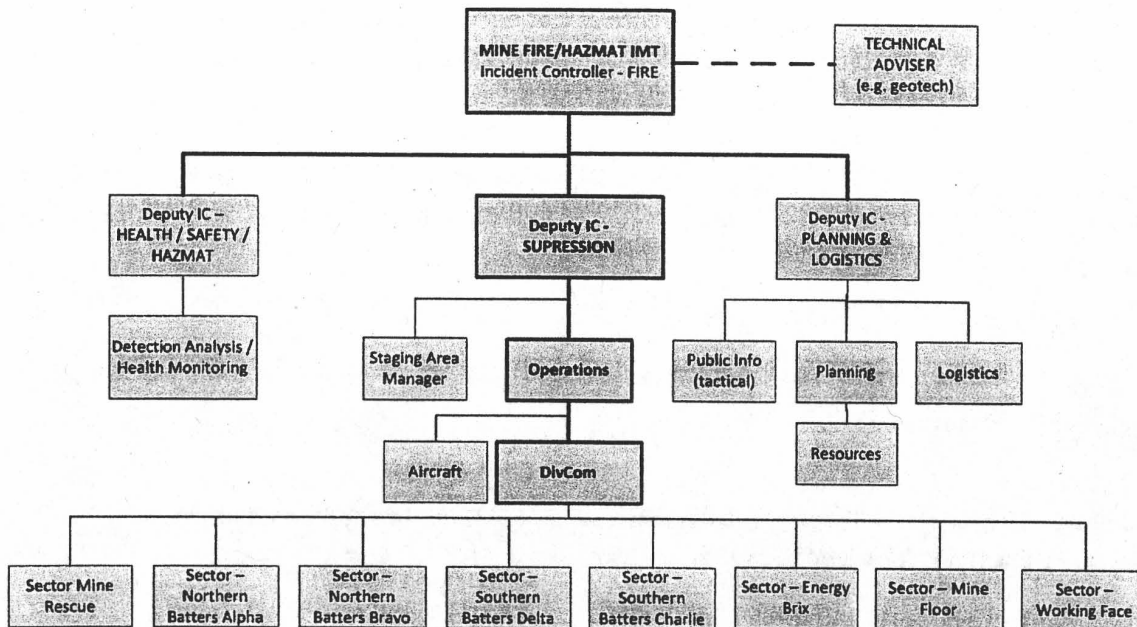 MINE FIRE/HAZMAT IMT
Incident Controller - FIRE
TECHNICAL
ADVISER
(e.g. geotech)
Deputy IC –
HEALTH / SAFETY /
HAZMAT
Deputy IC -
SUPRESSION
Deputy IC -
PLANNING &
LOGISTICS
Detection Analysis /
Health Monitoring
Staging Area
Manager
Operations
Public Info
(tactical)
Planning
Logistics
Aircraft
DivCom
Resources
Sector Mine
Rescue
Sector –
Northern
Batters Alpha
Sector –
Northern
Batters Bravo
Sector –
Southern
Batters Delta
Sector –
Southern
Batters Charlie
Sector – Energy
Brix
Sector – Mine
Floor
Sector –
Working Face